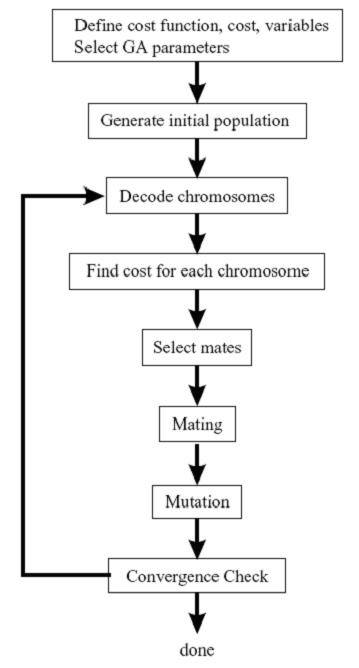 Define cost function, cost, variables
Select GA parameters
Generate initial population
Decode chromosomes
Find cost for each chromosome
Select mates
Mating
Mutation
Convergence Check
done